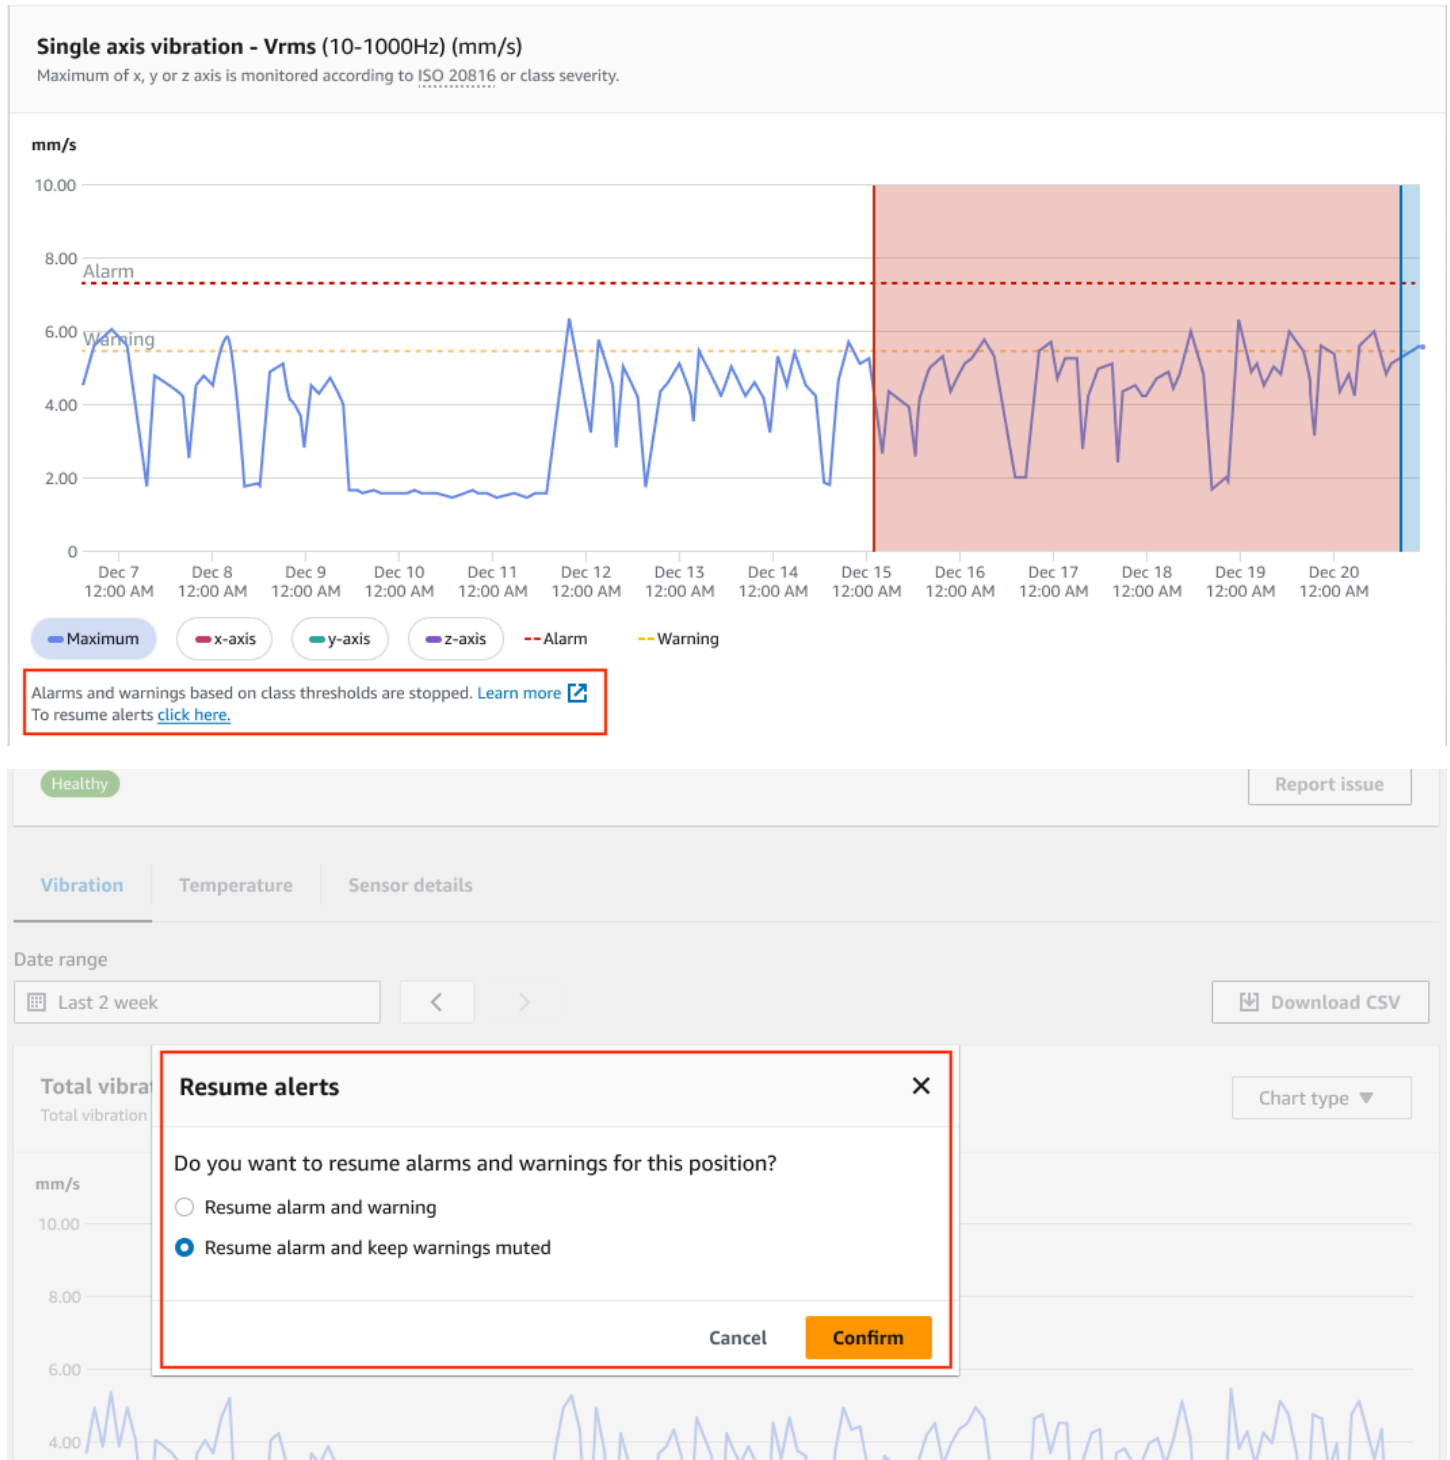 Single axis vibration - Vrms (10-1000Hz) (mm/s)
Maximum of x, y or z axis is monitored according to ISO 20816 or class severity.
mm/s
10.00
8.00
Alarm
6.00
Warning
4.00
2.00
0
Dec 7 Dec 8 Dec 9 Dec 10 Dec 11 Dec 12 Dec 13 Dec 14 Dec 15 Dec 16 Dec 17 Dec 18 Dec 19 Dec 20
12:00 AM 12:00 AM 12:00 AM 12:00 AM 12:00 AM 12:00 AM 12:00 AM 12:00 AM 12:00 AM 12:00 AM 12:00 AM 12:00 AM 12:00 AM 12:00 AM
Maximum x-axis y-axis z-axis Alarm Warning
Alarms and warnings based on class thresholds are stopped. Learn more
To resume alerts click here.
Healthy Report issue
Vibration Temperature Sensor details
Date range
Last 2 week Download CSV
Total vibra
Total vibration
Chart type
Resume alerts
Do you want to resume alarms and warnings for this position?
Resume alarm and warning
Resume alarm and keep warnings muted
Cancel Confirm
mm/s
10.00
8.00
6.00
4.00